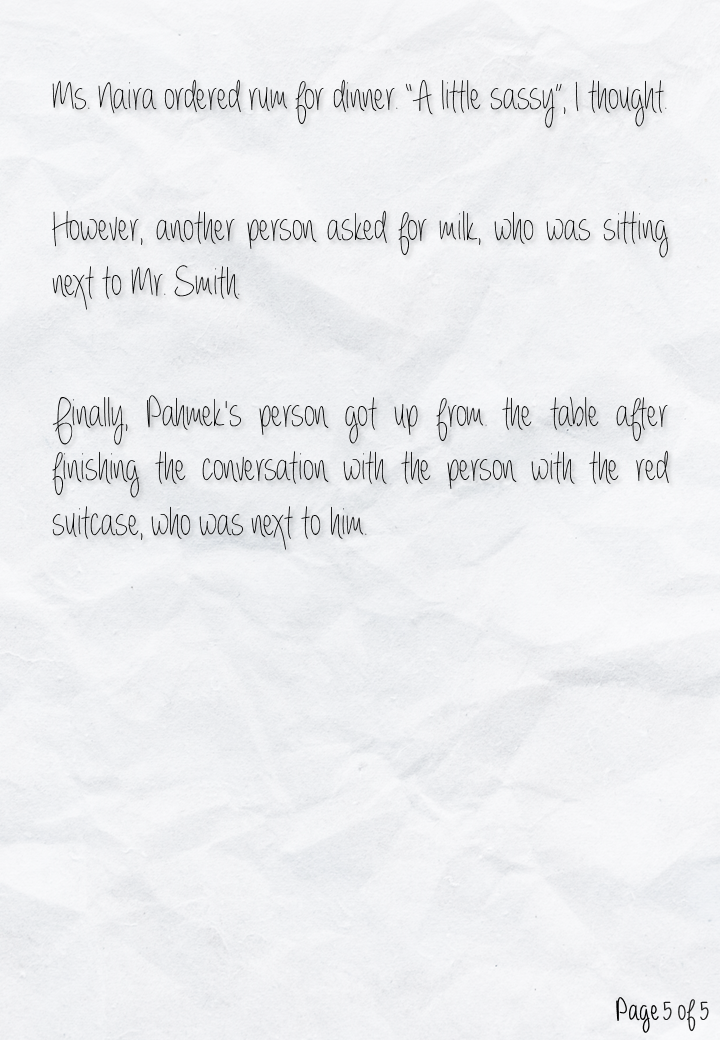 Ms. Naira ordered rum for dinner. "A little sassy", I thought.
However, another person asked for milk, who was sitting
next to Mr. Smith.
Finally, Pahmek's person got up from the table after
finishing the conversation with the person with the red
suitcase, who was next to him.
Page 5 of 5